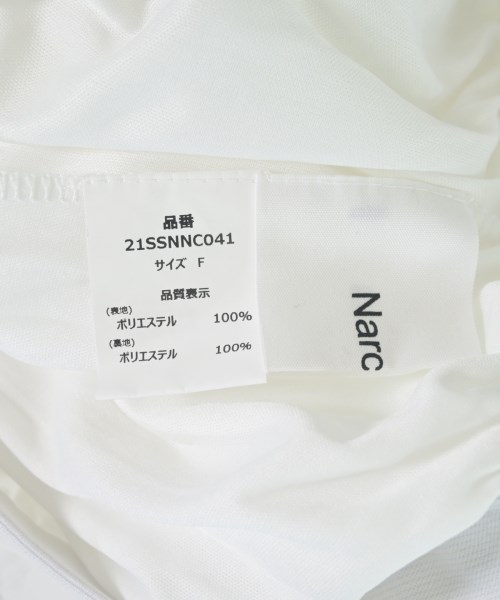 品番
21SSNNC041
サイズ F
品質表示
(表地)
ポリエステル 100%
(裏地)
ポリエステル 100%
Narc